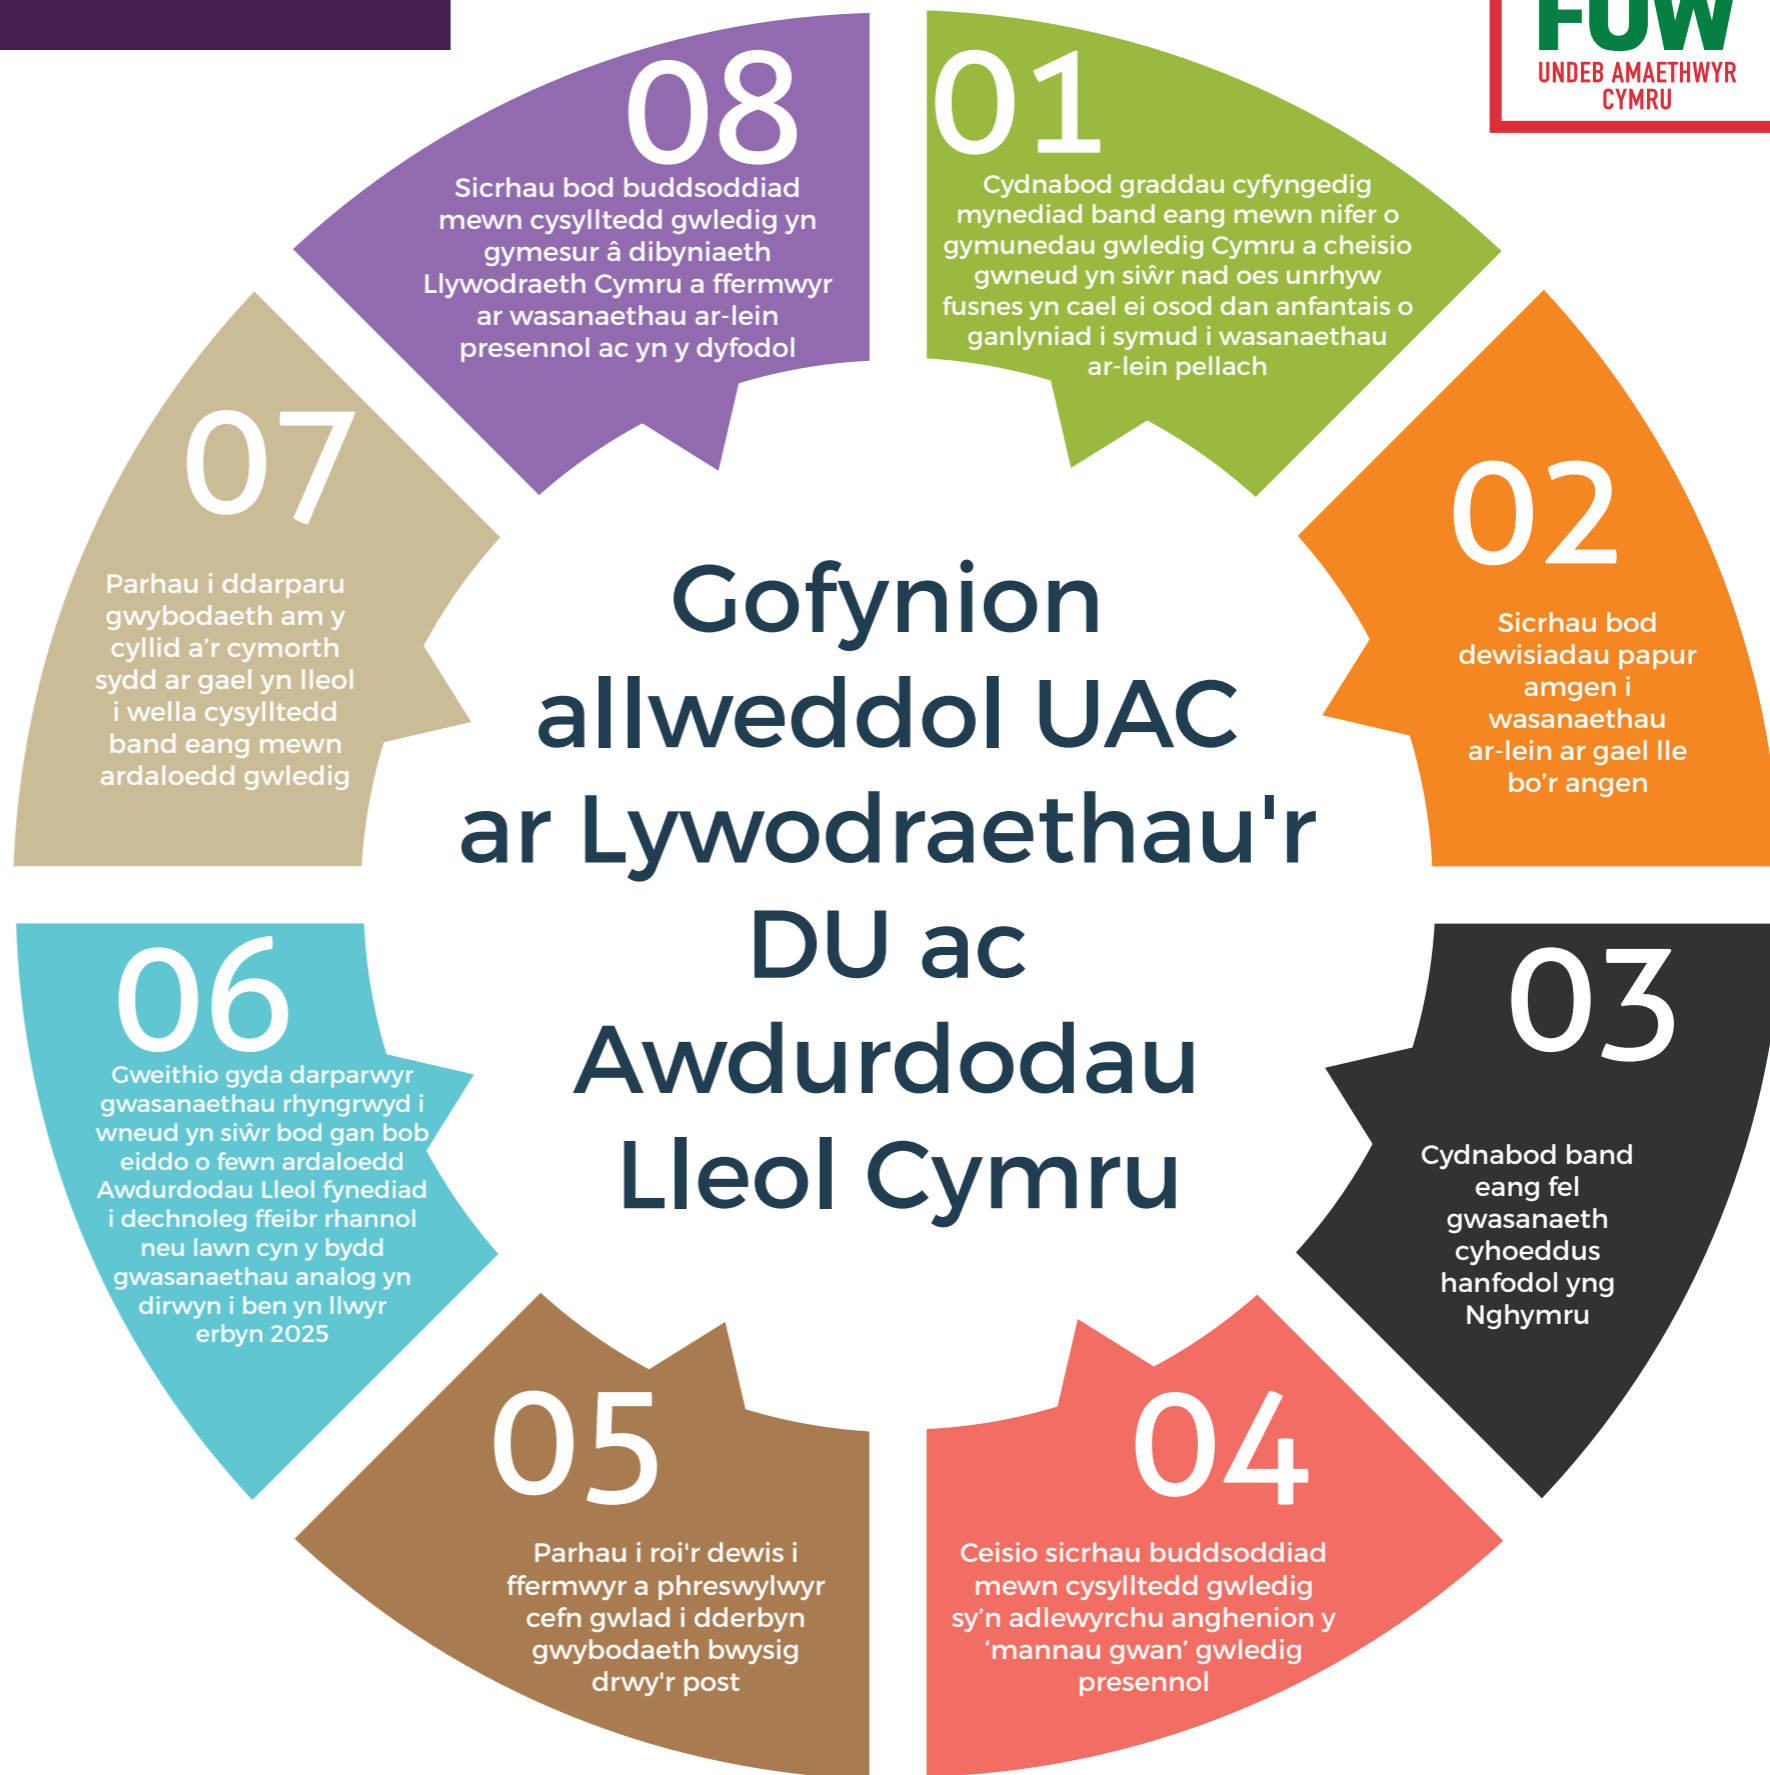 FUW
UNDEB AMAETHWYR
CYMRU
Gofynion
allweddol UAC
ar Lywodraethau'r
DU ac
Awdurdodau
Lleol Cymru
01
Cydnabod graddau cyfyngedig
mynediad band eang mewn nifer o
gymunedau gwledig Cymru a cheisio
gwneud yn siŵr nad oes unrhyw
fusnes yn cael ei osod dan anfantais o
ganlyniad i symud i wasanaethau
ar-lein pellach
02
Sicrhau bod
dewisiadau papur
amgen i
wasanaethau
ar-lein ar gael lle
bo’r angen
03
Cydnabod band
eang fel
gwasanaeth
cyhoeddus
hanfodol yng
Nghymru
04
Ceisio sicrhau buddsoddiad
mewn cysylltedd gwledig
sy’n adlewyrchu anghenion y
‘mannau gwan’ gwledig
presennol
05
Parhau i roi'r dewis i
ffermwyr a phreswylwyr
cefn gwlad i dderbyn
gwybodaeth bwysig
drwy'r post
06
Gweithio gyda darparwyr
gwasanaethau rhyngrwyd i
wneud yn siŵr bod gan bob
eiddo o fewn ardaloedd
Awdurdodau Lleol fynediad
i dechnoleg ffeibr rhannol
neu lawn cyn y bydd
gwasanaethau analog yn
dirwyn i ben yn llwyr
erbyn 2025
07
Parhau i ddarparu
gwybodaeth am y
cyllid a’r cymorth
sydd ar gael yn lleol
i wella cysylltedd
band eang mewn
ardaloedd gwledig
08
Sicrhau bod buddsoddiad
mewn cysylltedd gwledig yn
gymesur â dibyniaeth
Llywodraeth Cymru a ffermwyr
ar wasanaethau ar-lein
presennol ac yn y dyfodol